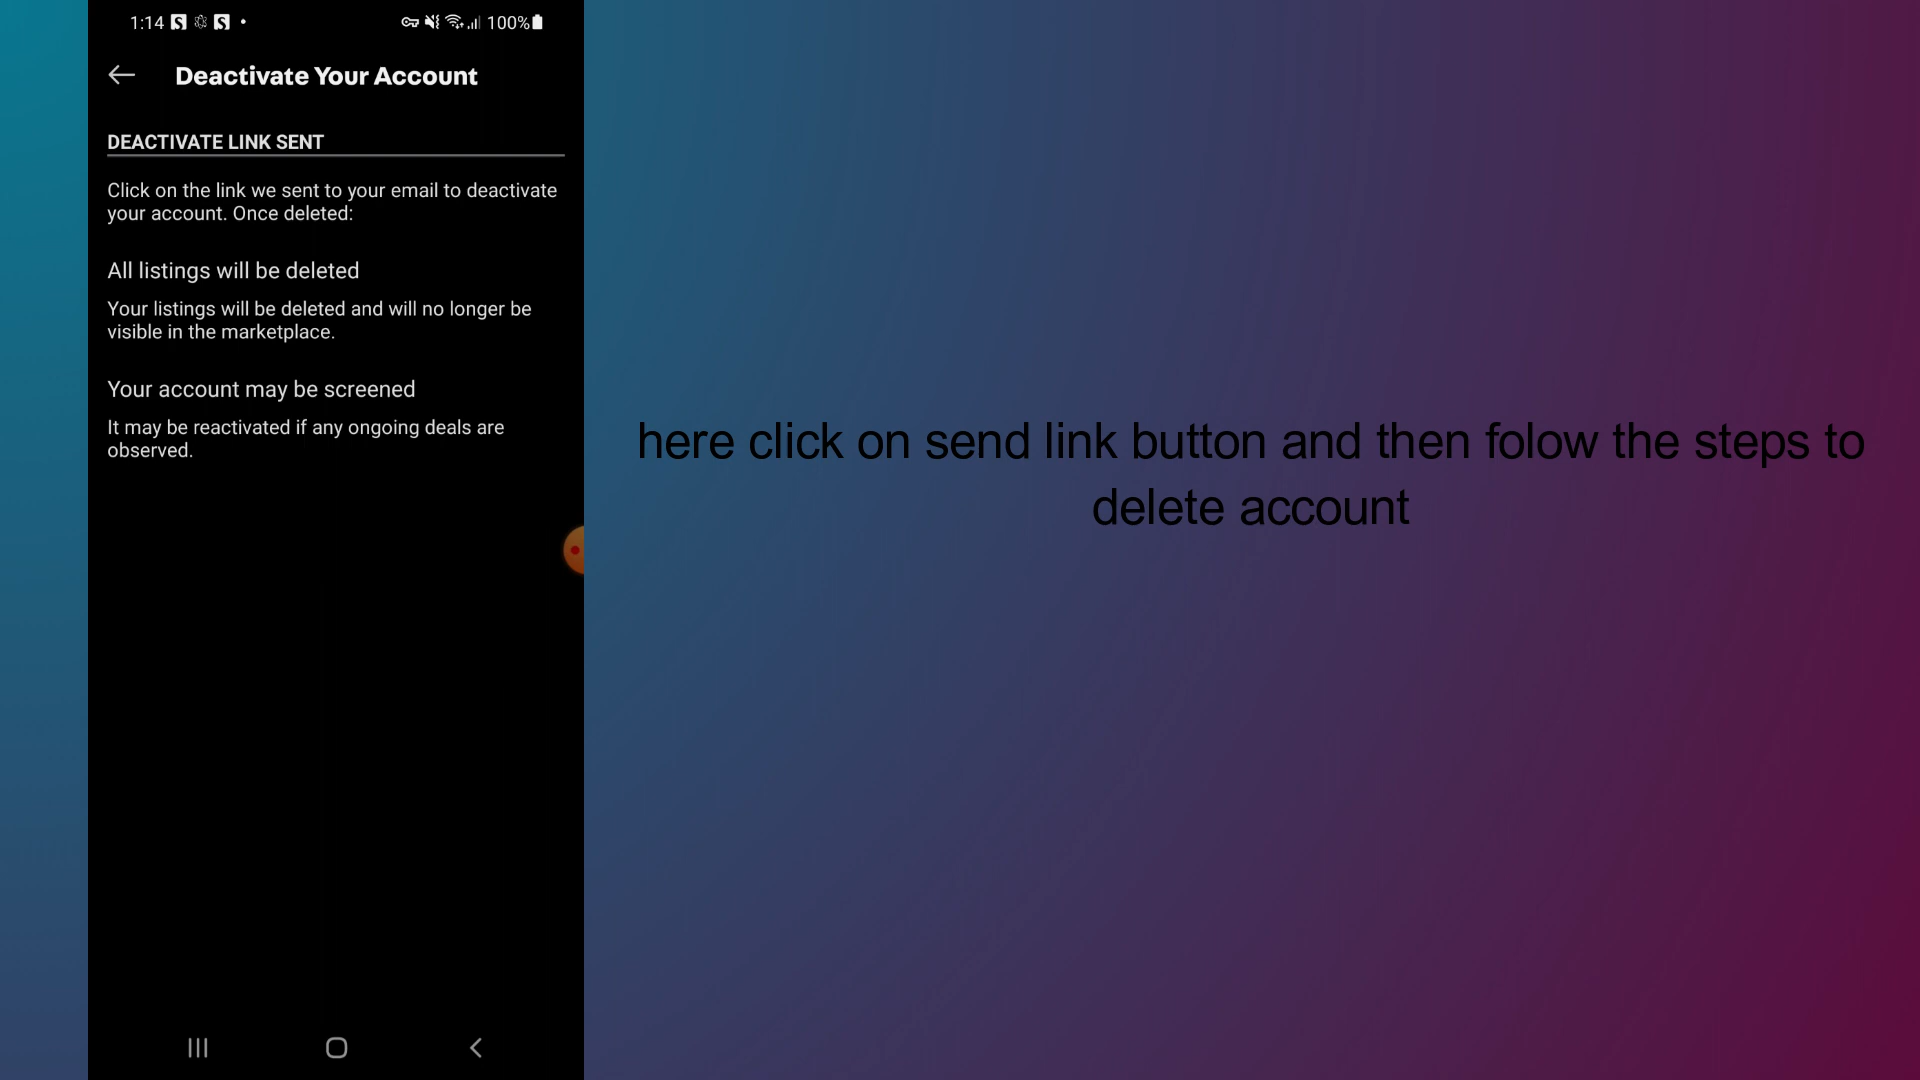 1:14
100%
Deactivate Your Account
DEACTIVATE LINK SENT
Click on the link we sent to your email to deactivate
your account. Once deleted:
All listings will be deleted
Your listings will be deleted and will no longer be
visible in the marketplace.
Your account may be screened
It may be reactivated if any ongoing deals are
observed.
here click on send link button and then folow the steps to
delete account